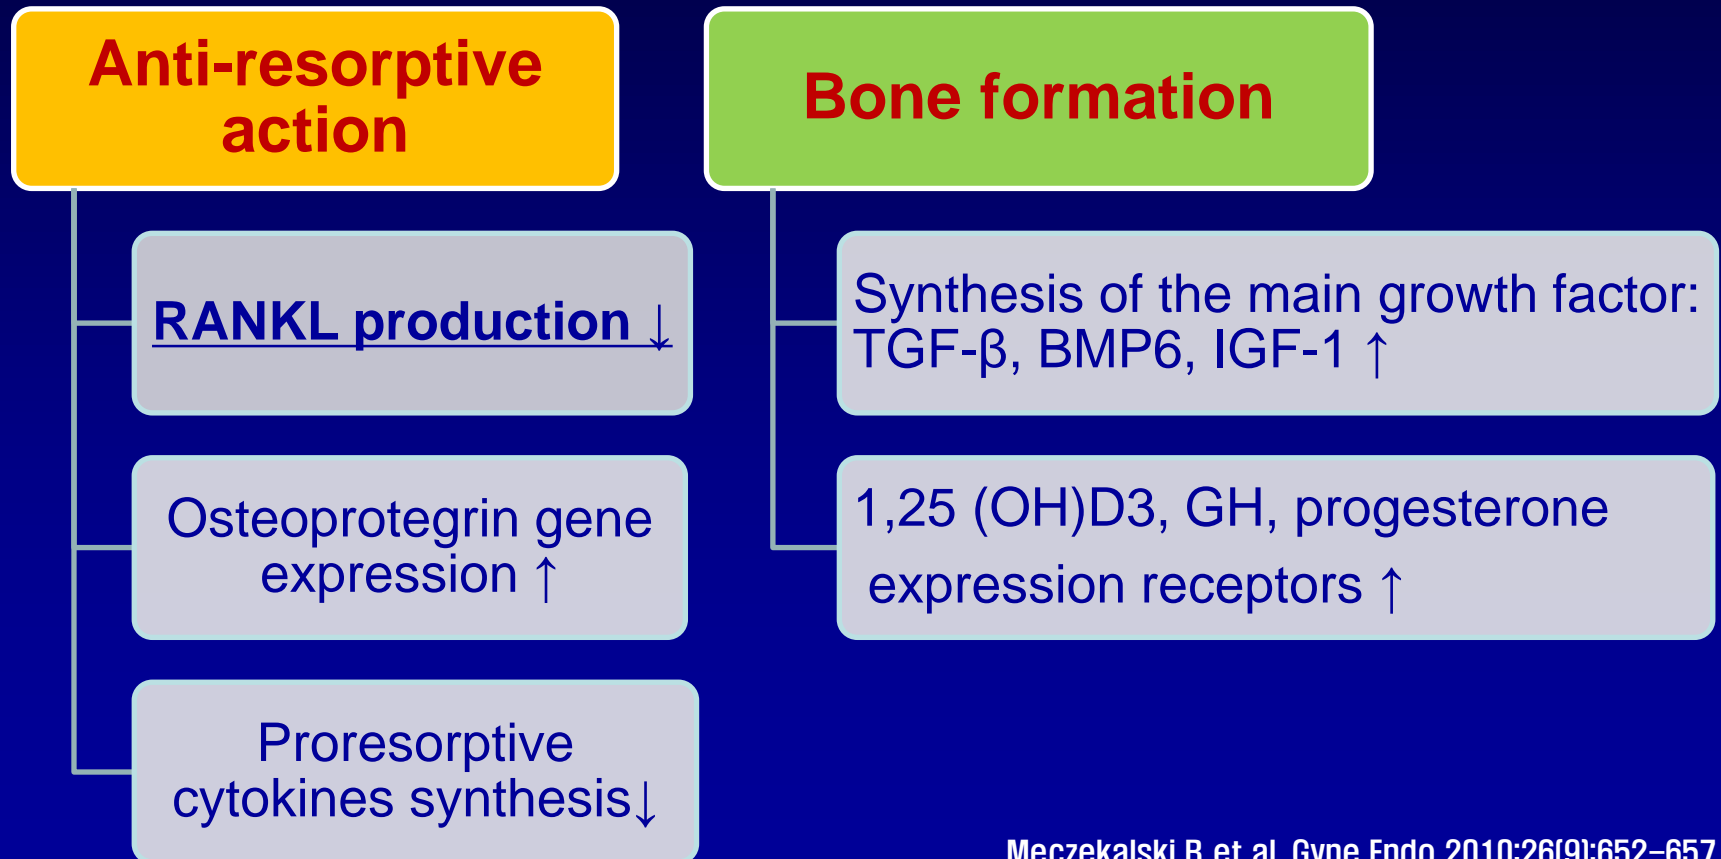 Anti-resorptive
action
RANKL production ↓
Osteoprotegrin gene
expression ↑
Proresorptive
cytokines synthesis↓
Bone formation
Synthesis of the main growth factor:
TGF-β, BMP6, IGF-1 ↑
1,25 (OH)D3, GH, progesterone
expression receptors ↑
Meczekalski B et al. Gyne Endo 2010;26(9):652-657